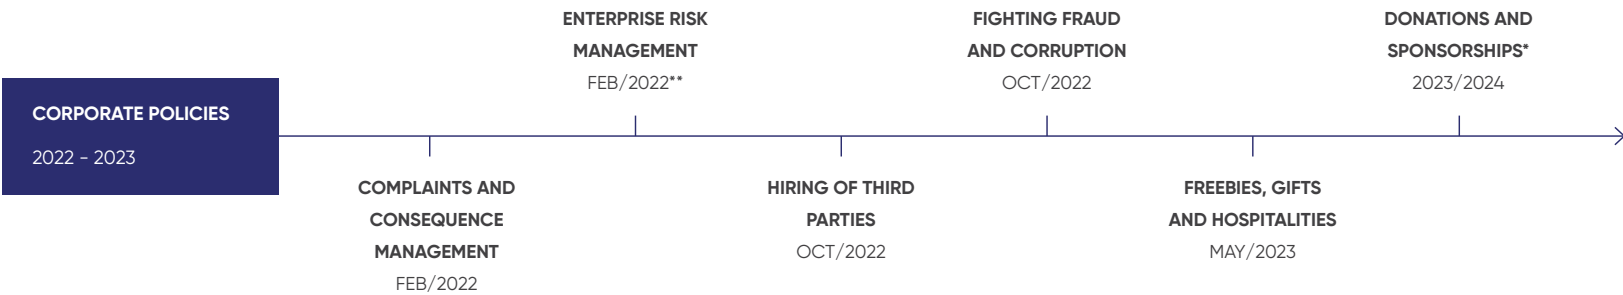 CORPORATE POLICIES
2022 - 2023
COMPLAINTS AND
CONSEQUENCE
MANAGEMENT
FEB/2022
ENTERPRISE RISK
MANAGEMENT
FEB/2022**
HIRING OF THIRD
PARTIES
OCT/2022
FIGHTING FRAUD
AND CORRUPTION
OCT/2022
FREEBIES, GIFTS
AND HOSPITALITIES
MAY/2023
DONATIONS AND
SPONSORSHIPS*
2023/2024